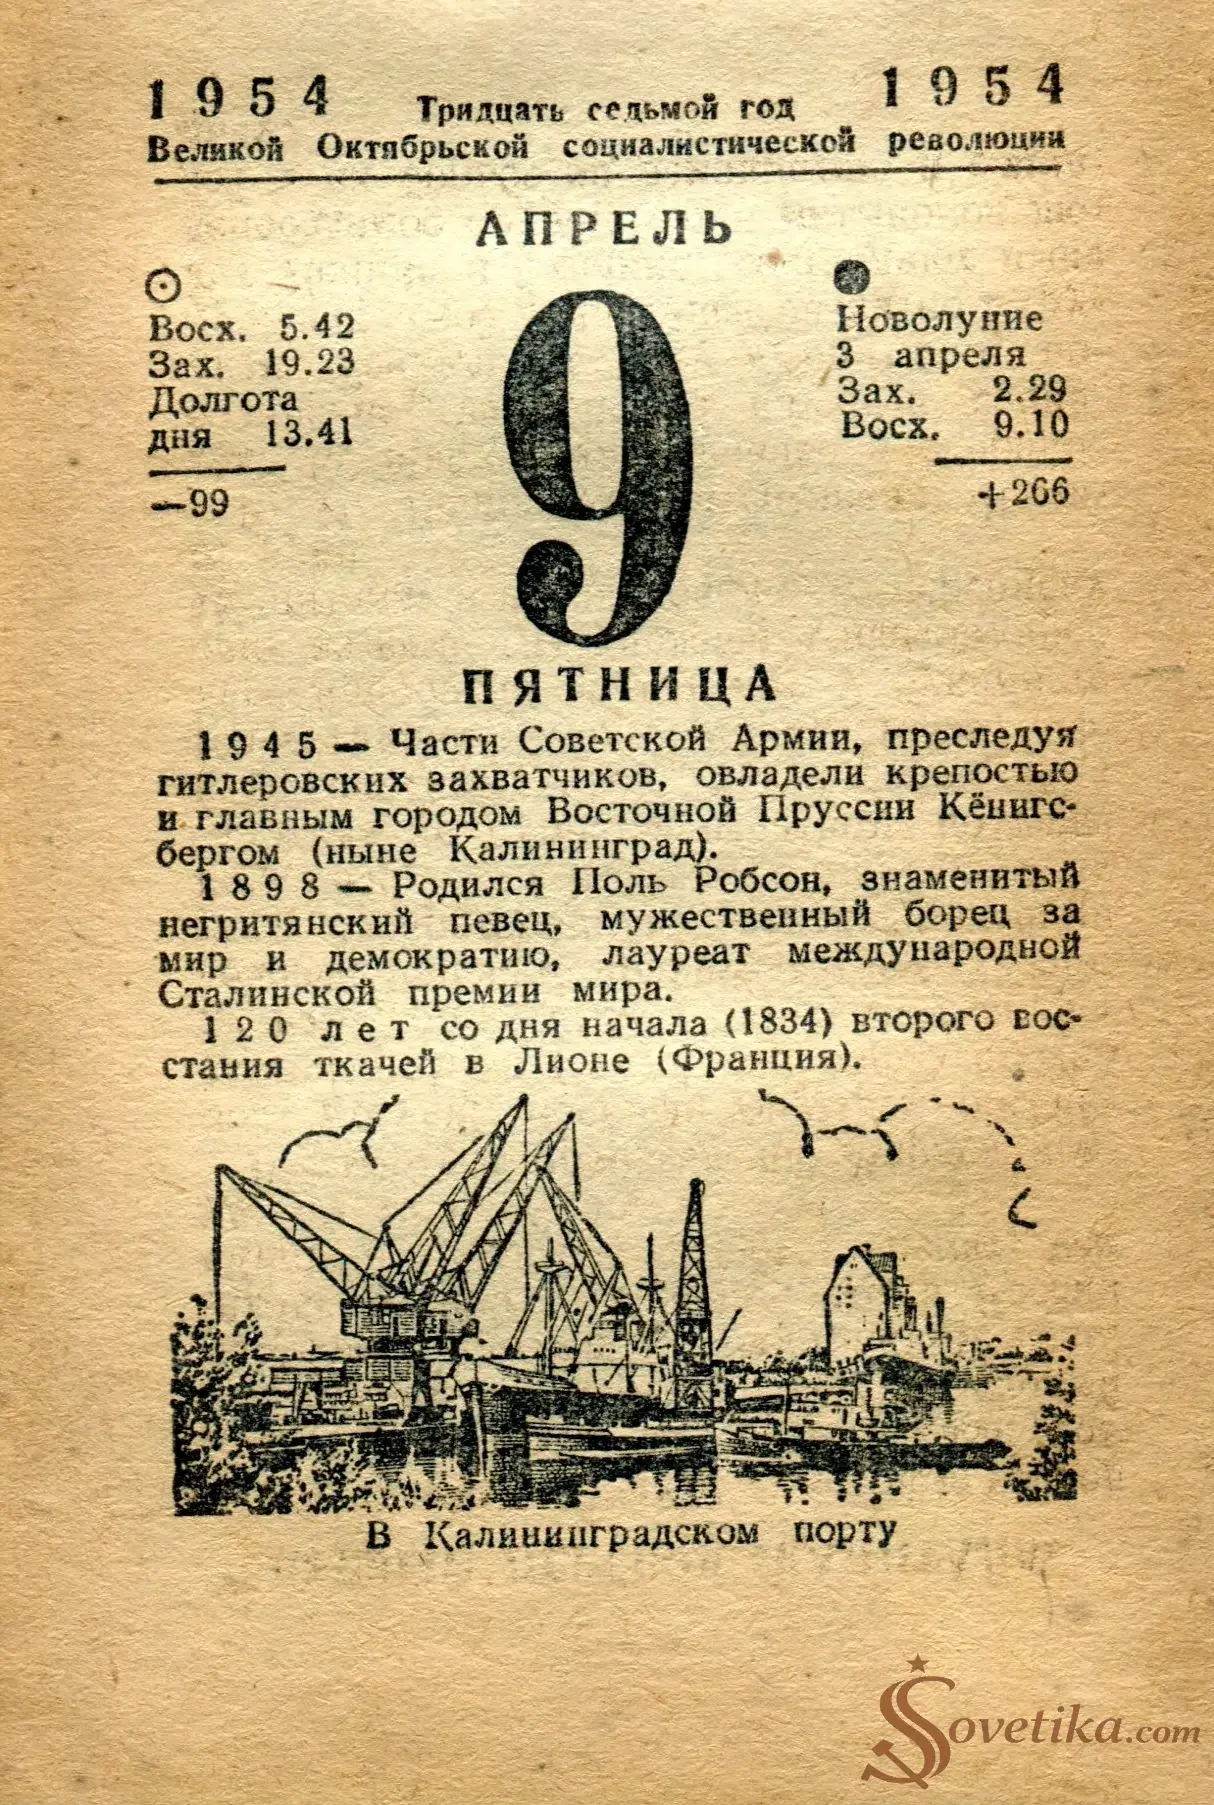 1954 Тридцать седьмой год 1954
Великой Октябрьской социалистической революции
АПРЕЛЬ
Восх. 5.42
Зах. 19.23
Долгота
дня 13.41
—99
9
Новолуние
3 апреля
Зах. 2.29
Восх. 9.10
+266
ПЯТНИЦА
1945 — Части Советской Армии, преследуя
гитлеровских захватчиков, овладели крепостью
и главным городом Восточной Пруссии Кёнигс-
бергом (ныне Калининград).
1898 — Родился Поль Робсон, знаменитый
негритянский певец, мужественный борец за
мир и демократию, лауреат международной
Сталинской премии мира.
120 лет со дня начала (1834) второго вос-
стания ткачей в Лионе (Франция).
В Калининградском порту
Sovetika.com